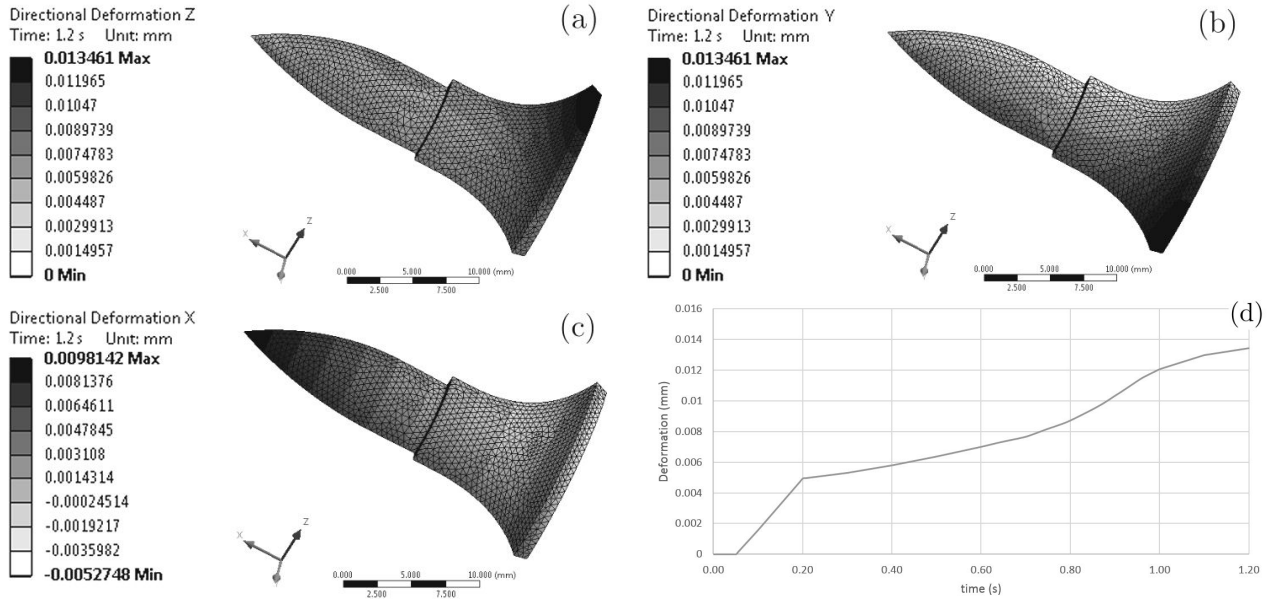 Directional Deformation Z
Time: 1.2 s Unit: mm
0.013461 Max
0.011965
0.01047
0.0089739
0.0074783
0.0059826
0.004487
0.0029913
0.0014957
0 Min
(a)
X
Z
Y
0.000 5.000 10.000 (mm)
2.500 7.500
Directional Deformation Y
Time: 1.2 s Unit: mm
0.013461 Max
0.011965
0.01047
0.0089739
0.0074783
0.0059826
0.004487
0.0029913
0.0014957
0 Min
(b)
X
Z
0.000 5.000 10.000 (mm)
2.500 7.500
Directional Deformation X
Time: 1.2 s Unit: mm
0.0098142 Max
0.0081376
0.0064611
0.0047845
0.003108
0.0014314
-0.00024514
-0.0019217
-0.0035982
-0.0052748 Min
(c)
X
Z
0.000 5.000 10.000 (mm)
2.500 7.500
(d)
Deformation (mm)
0.016
0.014
0.012
0.010
0.008
0.006
0.004
0.002
0
0.00 0.20 0.40 0.60 0.80 1.00 1.20
time (s)